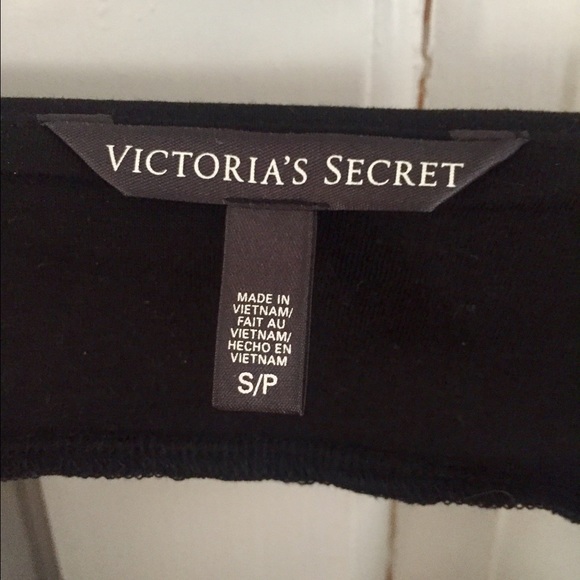 VICTORIA'S SECRET
MADE IN
VIETNAM/
FAIT AU
VIETNAM/
HECHO EN
VIETNAM
S/P